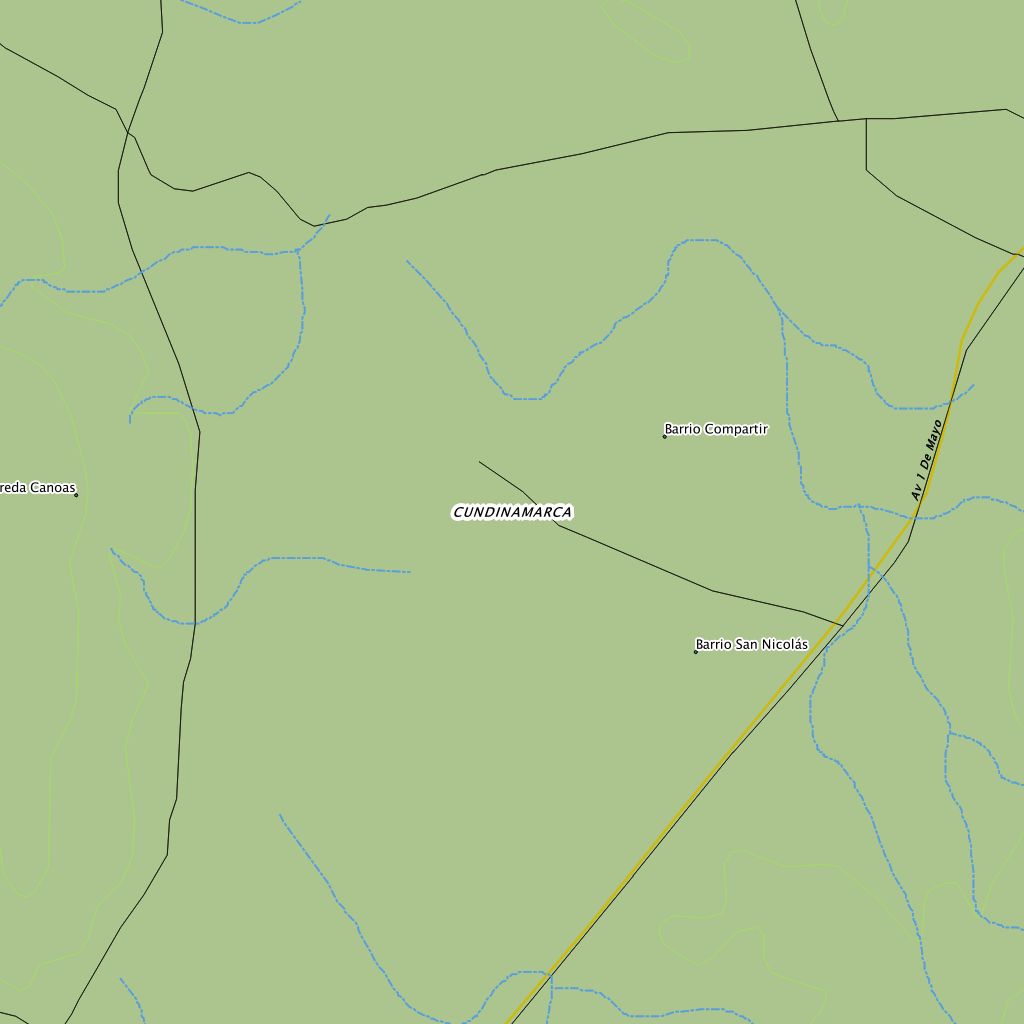 Barrio Compartir
Av 1 De Mayo
reda Canoas
CUNDINAMARCA
Barrio San Nicolás